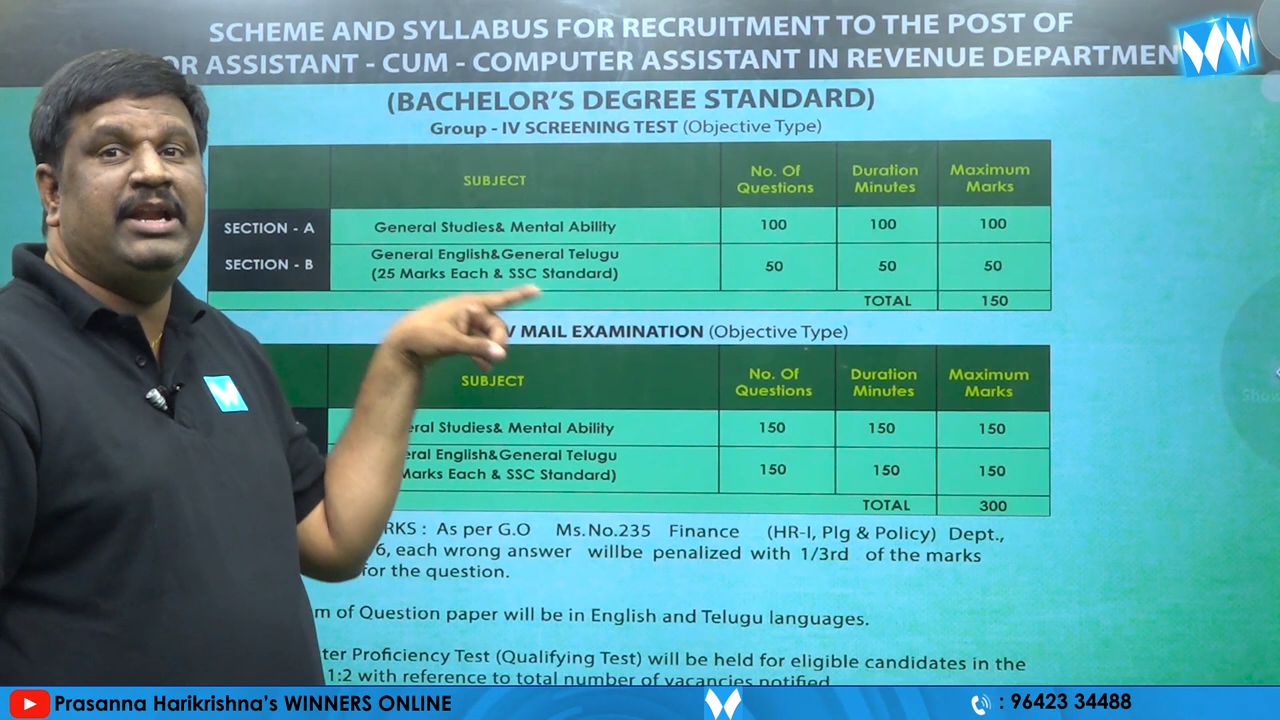 SCHEME AND SYLLABUS FOR RECRUITMENT TO THE POST OF
OR ASSISTANT - CUM - COMPUTER ASSISTANT IN REVENUE DEPARTMEN
(BACHELOR'S DEGREE STANDARD)
Group - IV SCREENING TEST (Objective Type)
SUBJECT No. Of Questions Duration Minutes Maximum Marks
SECTION - A General Studies& Mental Ability 100 100 100
SECTION - B General English&General Telugu (25 Marks Each & SSC Standard) 50 50 50
TOTAL 150
V MAIL EXAMINATION (Objective Type)
SUBJECT No. Of Questions Duration Minutes Maximum Marks
eral Studies& Mental Ability 150 150 150
eral English&General Telugu Marks Each & SSC Standard) 150 150 150
TOTAL 300
RKS : As per G.O Ms.No.235 Finance (HR-I, Plg & Policy) Dept.,
6, each wrong answer willbe penalized with 1/3rd of the marks
for the question.
m of Question paper will be in English and Telugu languages.
ter Proficiency Test (Qualifying Test) will be held for eligible candidates in the
1:2 with reference to total number of vacancies notified
Prasanna Harikrishna's WINNERS ONLINE
: 96423 34488